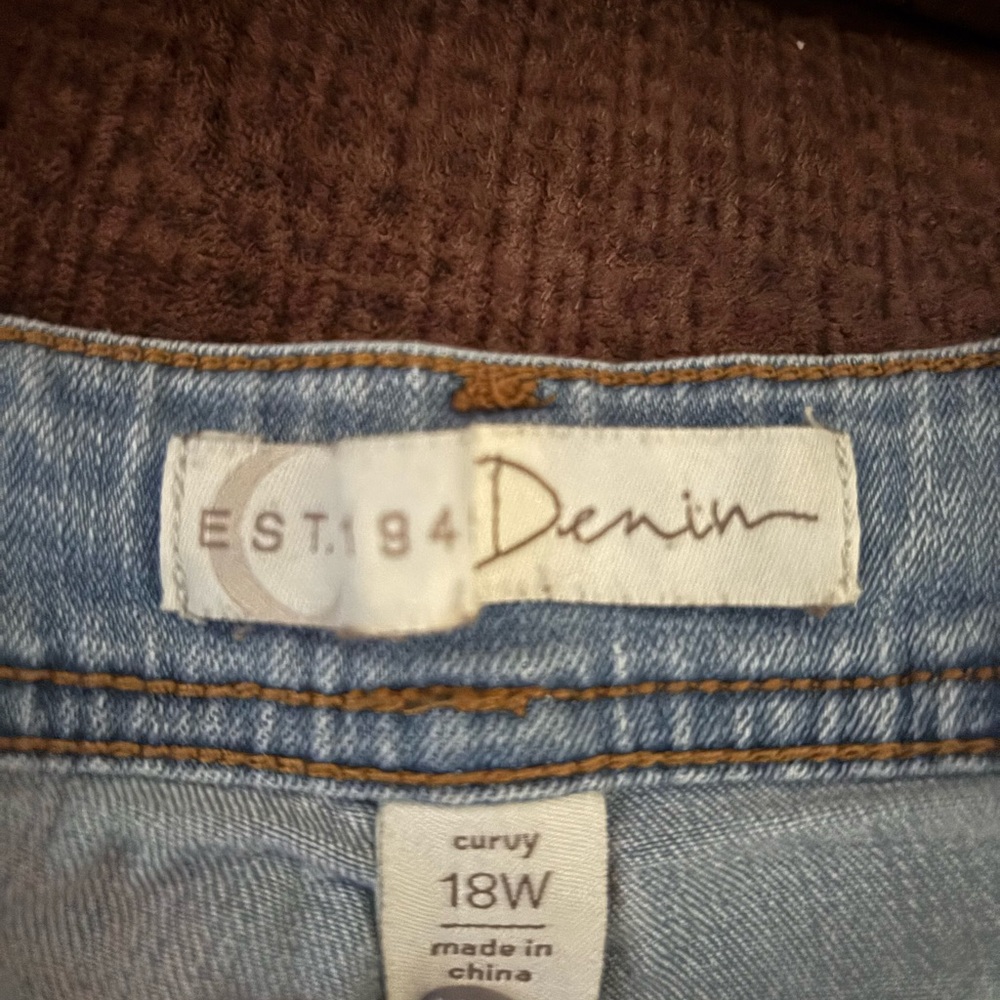 EST.194 Denim
curvy
18W
made in
china